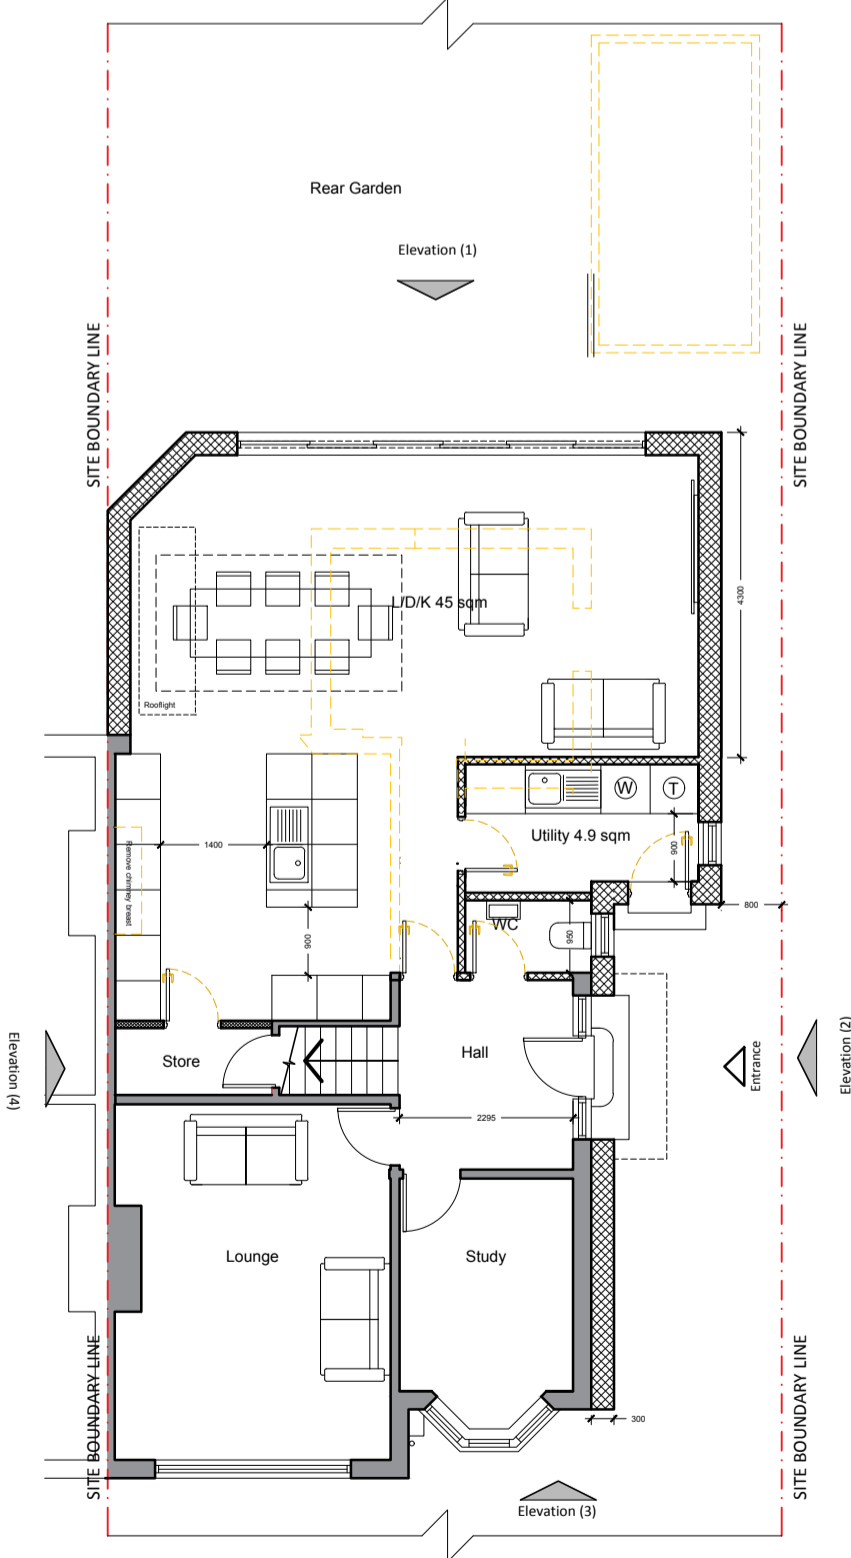 Rear Garden
Elevation (1)
SITE BOUNDARY LINE
SITE BOUNDARY LINE
L/D/K 45 sqm
4300
Rooflight
W
T
Utility 4.9 sqm
1400
900
Remove chimney breast
WC
950
800
900
Store
Hall
Entrance
Elevation (2)
Elevation (4)
2295
Lounge
Study
SITE BOUNDARY LINE
SITE BOUNDARY LINE
300
Elevation (3)